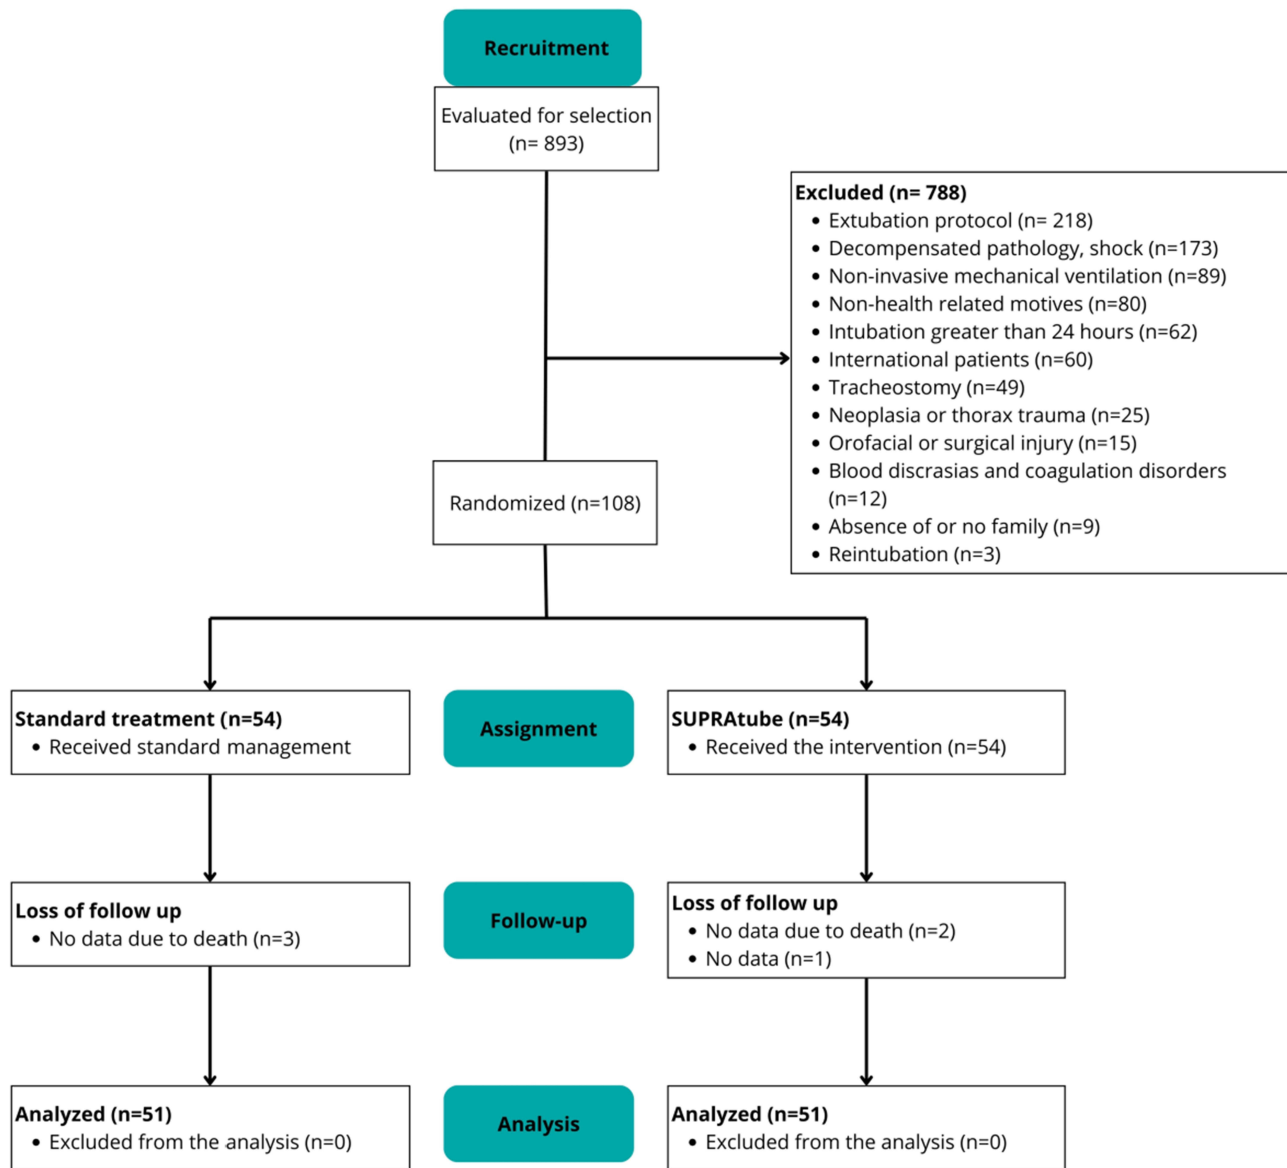 Recruitment
Evaluated for selection
(n= 893)
Excluded (n= 788)
• Extubation protocol (n= 218)
• Decompensated pathology, shock (n=173)
• Non-invasive mechanical ventilation (n=89)
• Non-health related motives (n=80)
• Intubation greater than 24 hours (n=62)
• International patients (n=60)
• Tracheostomy (n=49)
• Neoplasia or thorax trauma (n=25)
• Orofacial or surgical injury (n=15)
• Blood discrasias and coagulation disorders
(n=12)
• Absence of or no family (n=9)
• Reintubation (n=3)
Randomized (n=108)
Standard treatment (n=54)
• Received standard management
Assignment
SUPRAtube (n=54)
• Received the intervention (n=54)
Loss of follow up
• No data due to death (n=3)
Follow-up
Loss of follow up
• No data due to death (n=2)
• No data (n=1)
Analyzed (n=51)
• Excluded from the analysis (n=0)
Analysis
Analyzed (n=51)
• Excluded from the analysis (n=0)